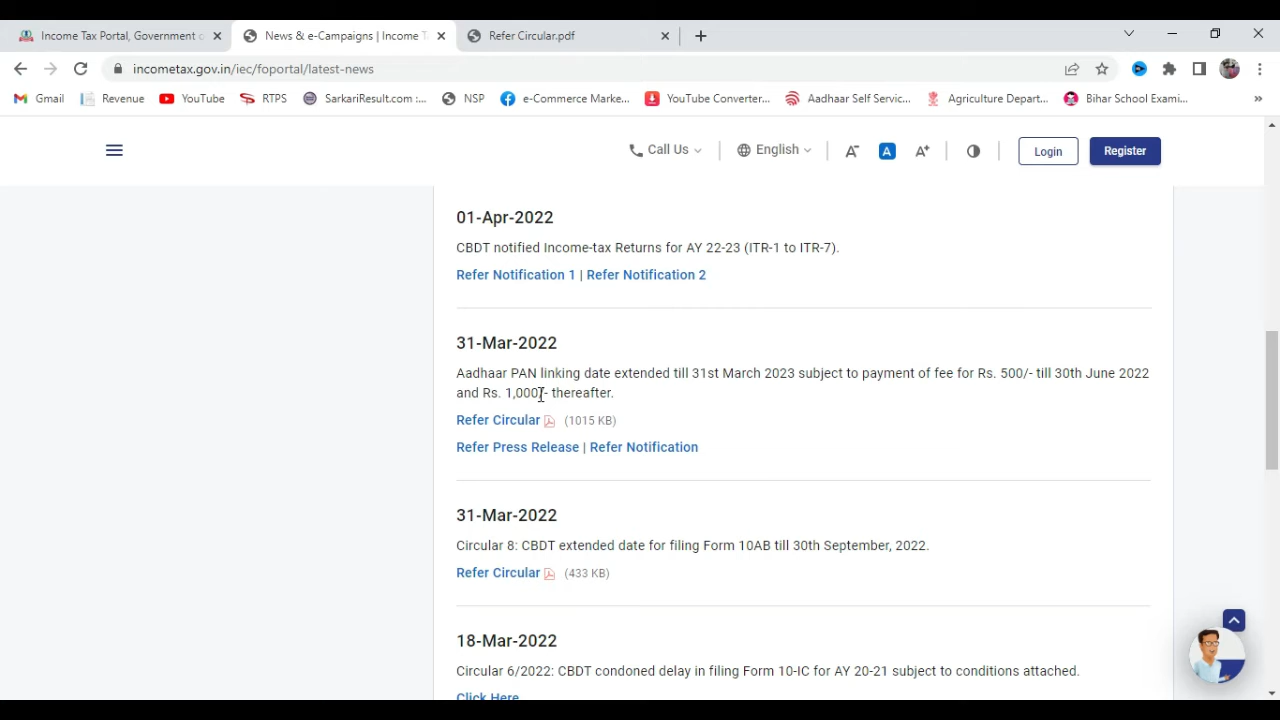 Income Tax Portal, Government o
News & e-Campaigns | Income T
Refer Circular.pdf
incometax.gov.in/iec/foportal/latest-news
Gmail
Revenue
YouTube
RTPS
SarkariResult.com :...
NSP
e-Commerce Marke...
YouTube Converter...
Aadhaar Self Servic...
Agriculture Depart...
Bihar School Exami...
»
Call Us
English
A-
A
A+
Login
Register
01-Apr-2022
CBDT notified Income-tax Returns for AY 22-23 (ITR-1 to ITR-7).
Refer Notification 1 | Refer Notification 2
31-Mar-2022
Aadhaar PAN linking date extended till 31st March 2023 subject to payment of fee for Rs. 500/- till 30th June 2022
and Rs. 1,000/- thereafter.
Refer Circular (1015 KB)
Refer Press Release | Refer Notification
31-Mar-2022
Circular 8: CBDT extended date for filing Form 10AB till 30th September, 2022.
Refer Circular (433 KB)
18-Mar-2022
Circular 6/2022: CBDT condoned delay in filing Form 10-IC for AY 20-21 subject to conditions attached.
Click Here